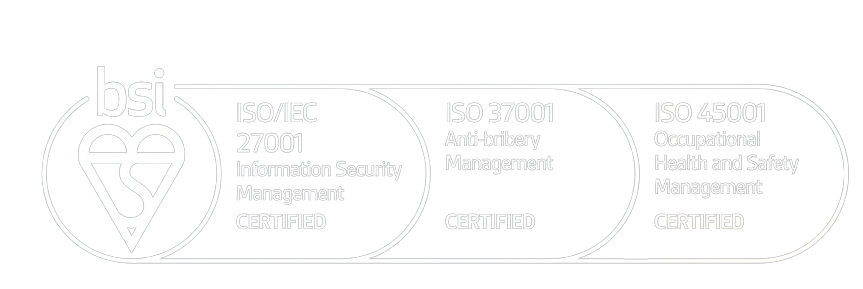 bsi
ISO/IEC
27001
Information Security
Management
CERTIFIED
ISO 37001
Anti-bribery
Management
CERTIFIED
ISO 45001
Occupational
Health and Safety
Management
CERTIFIED